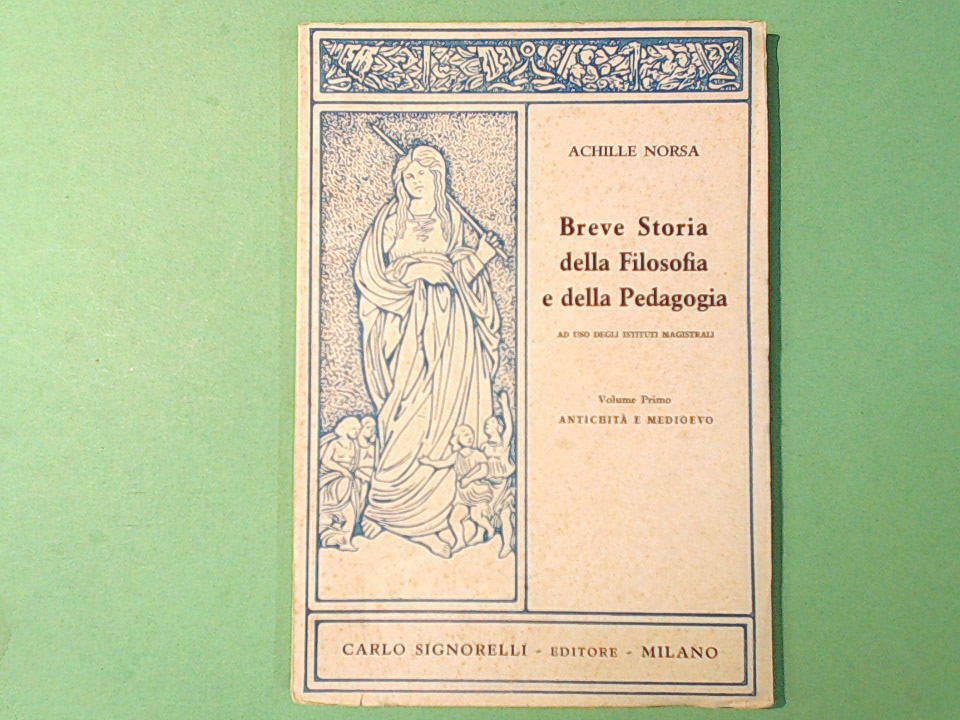 ACHILLE NORSA
Breve Storia
della Filosofia
e della Pedagogia
AD USO DEGLI ISTITUTI MAGISTRALI
Volume Primo
ANTICHITÀ E MEDIOEVO
CARLO SIGNORELLI - EDITORE - MILANO